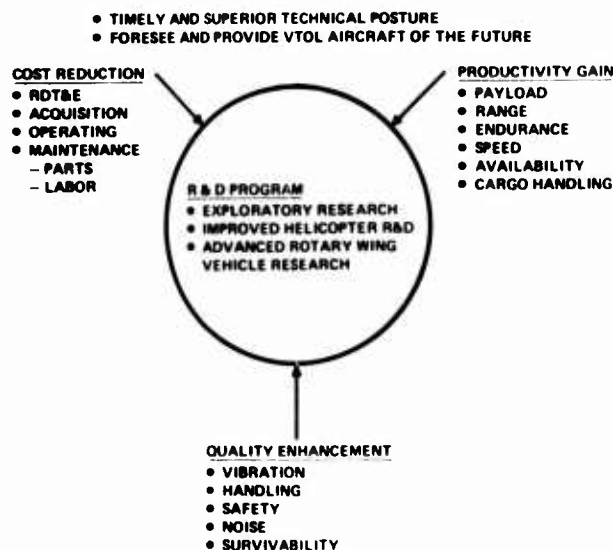 • TIMELY AND SUPERIOR TECHNICAL POSTURE
• FORESEE AND PROVIDE VTOL AIRCRAFT OF THE FUTURE
COST REDUCTION
• RDT&E
• ACQUISITION
• OPERATING
• MAINTENANCE
– PARTS
– LABOR
PRODUCTIVITY GAIN
• PAYLOAD
• RANGE
• ENDURANCE
• SPEED
• AVAILABILITY
• CARGO HANDLING
R & D PROGRAM
• EXPLORATORY RESEARCH
• IMPROVED HELICOPTER R&D
• ADVANCED ROTARY WING
VEHICLE RESEARCH
QUALITY ENHANCEMENT
• VIBRATION
• HANDLING
• SAFETY
• NOISE
• SURVIVABILITY